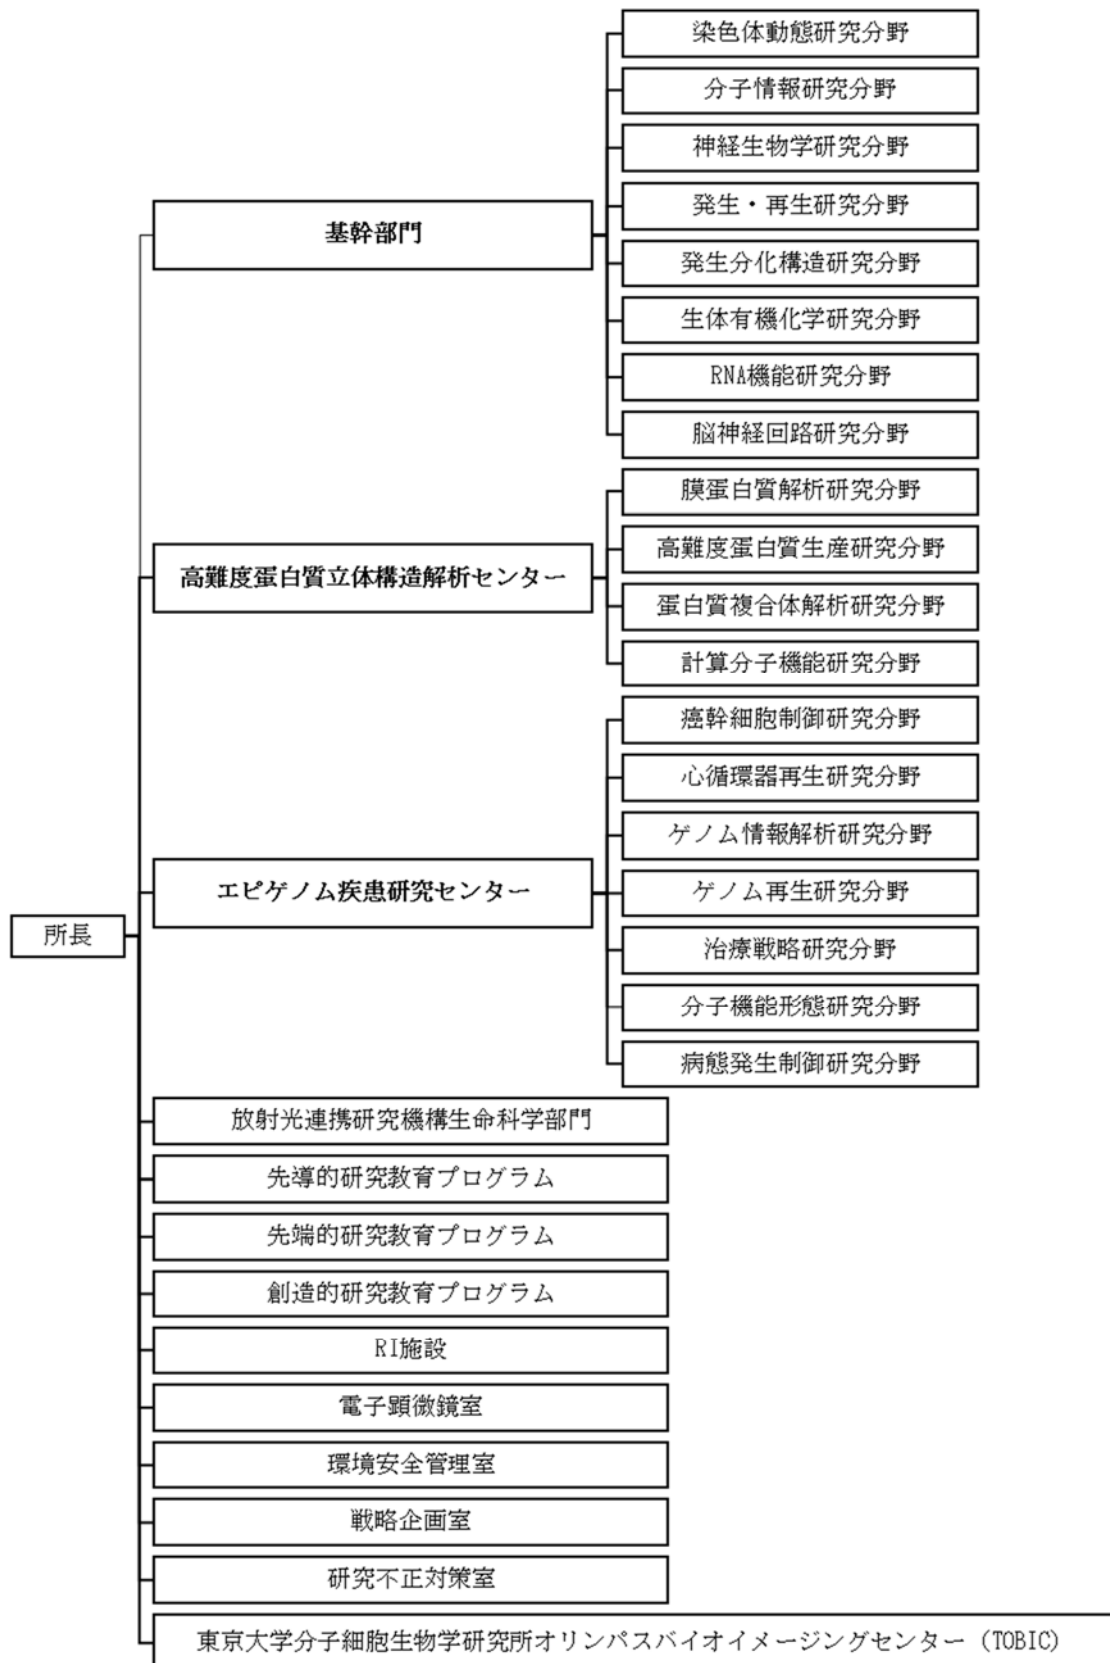 染色体動態研究分野
分子情報研究分野
神経生物学研究分野
発生・再生研究分野
基幹部門
発生分化構造研究分野
生体有機化学研究分野
RNA機能研究分野
脳神経回路研究分野
膜蛋白質解析研究分野
高難度蛋白質生産研究分野
高難度蛋白質立体構造解析センター
蛋白質複合体解析研究分野
計算分子機能研究分野
癌幹細胞制御研究分野
心循環器再生研究分野
ゲノム情報解析研究分野
エピゲノム疾患研究センター
ゲノム再生研究分野
所長
治療戦略研究分野
分子機能形態研究分野
病態発生制御研究分野
放射光連携研究機構生命科学部門
先導的研究教育プログラム
先端的研究教育プログラム
創造的研究教育プログラム
RI施設
電子顕微鏡室
環境安全管理室
戦略企画室
研究不正対策室
東京大学分子細胞生物学研究所オリンパスバイオイメージングセンター（TOBIC）